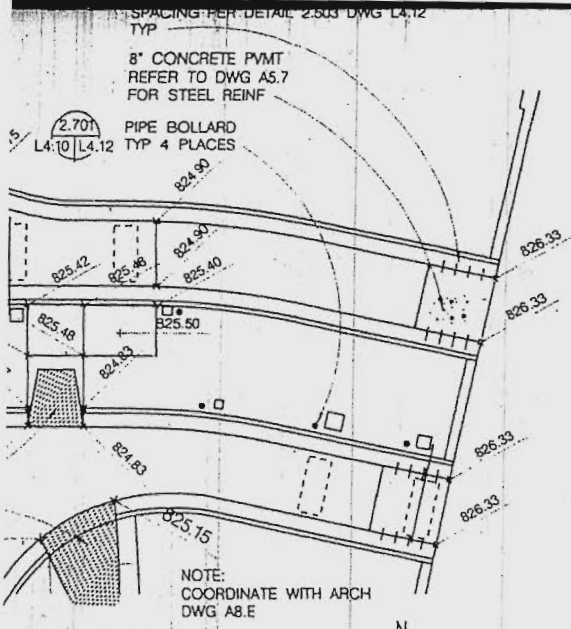 SPACING PER DETAIL 2.503 DWG L4.12
TYP
8" CONCRETE PVMT
REFER TO DWG A5.7
FOR STEEL REINF
2.701
L4.10 L4.12
PIPE BOLLARD
TYP 4 PLACES
824.90
824.90
826.33
825.42
825.48
825.40
826.33
825.48
825.50
824.83
826.33
824.83
826.33
825.15
NOTE:
COORDINATE WITH ARCH
DWG A8.E